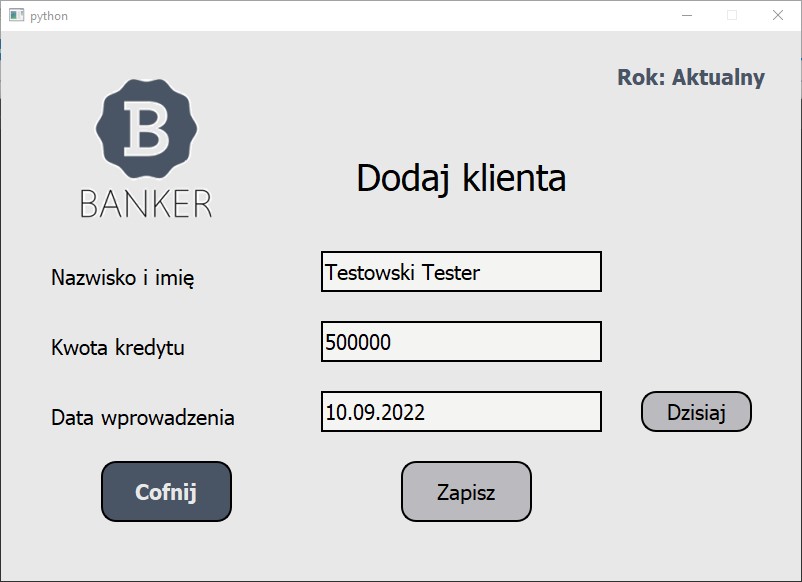 python
Rok: Aktualny
B
BANKER
Dodaj klienta
Nazwisko i imię
Testowski Tester
Kwota kredytu
500000
Data wprowadzenia
10.09.2022
Dzisiaj
Cofnij
Zapisz